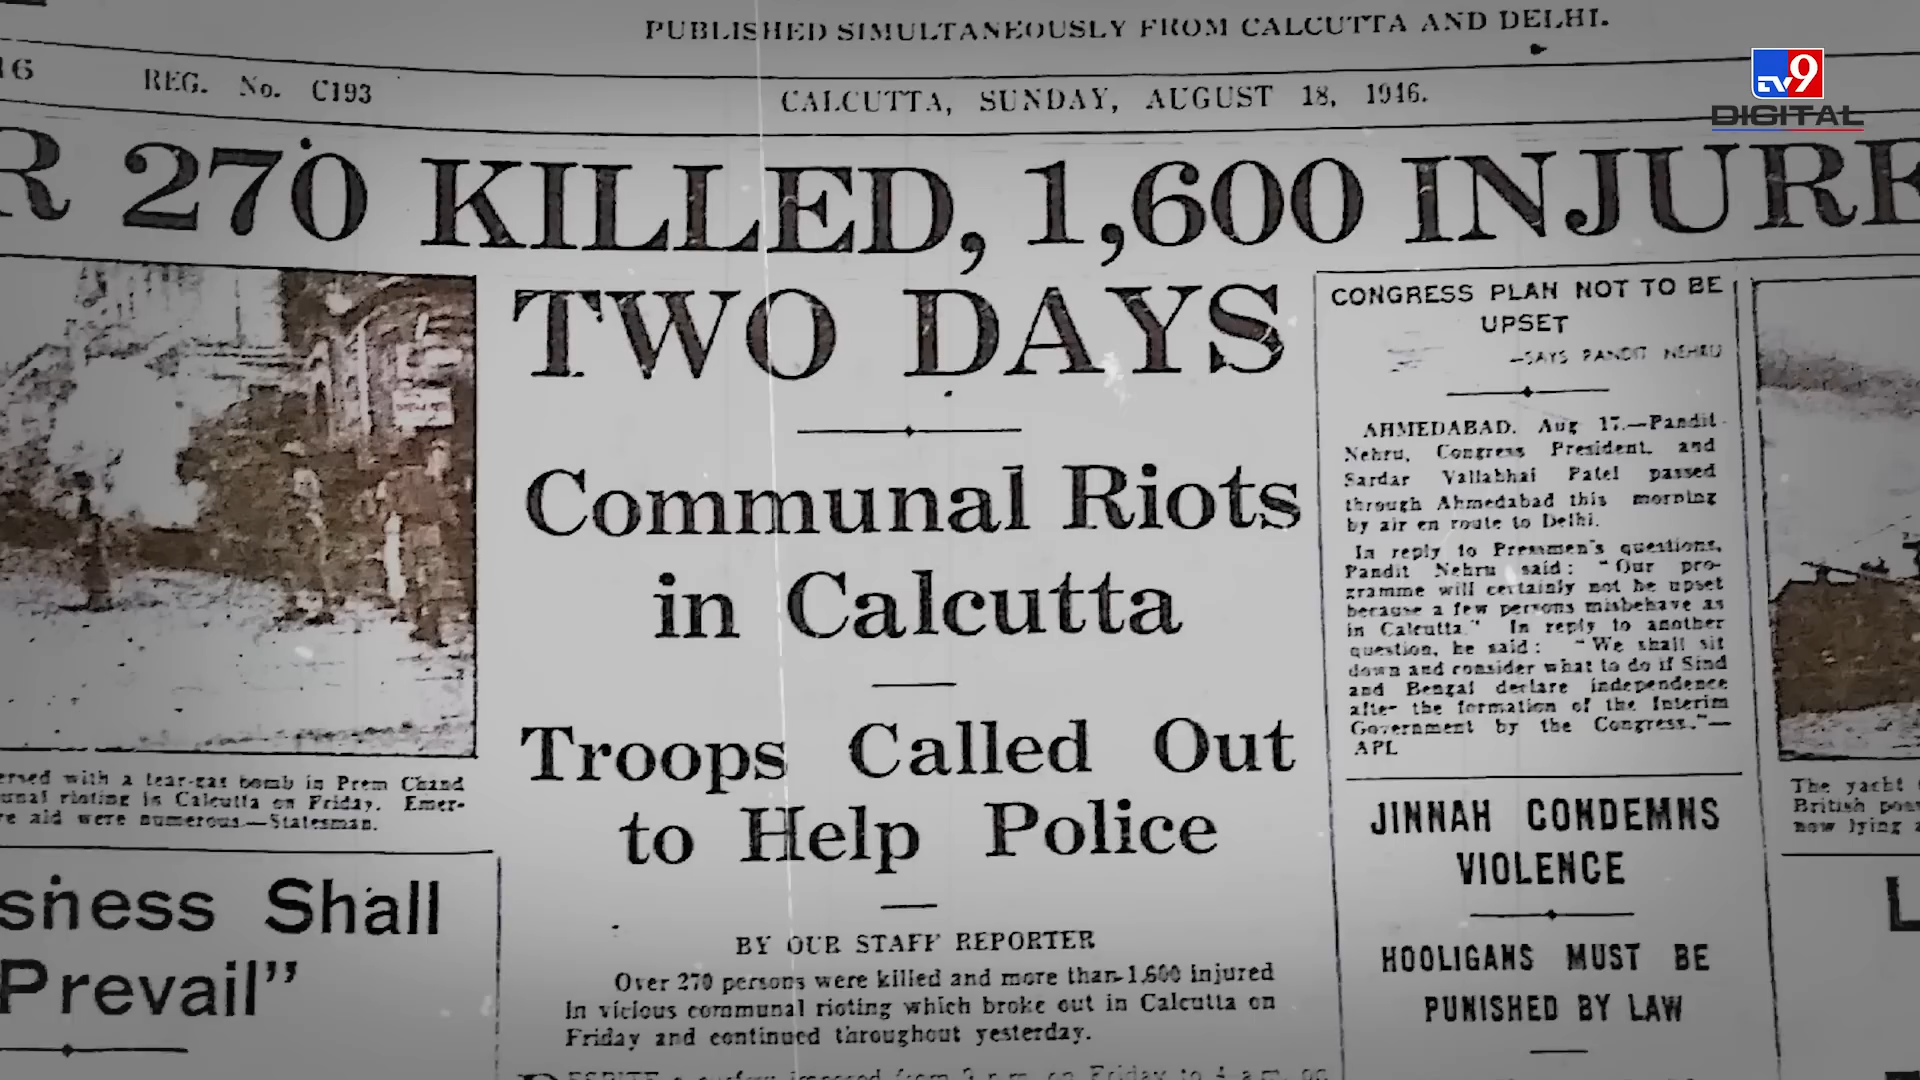 PUBLISHED SIMULTANEOUSLY FROM CALCUTTA AND DELHI.
REG. No. C193
CALCUTTA, SUNDAY, AUGUST 18, 1946.
TV9
DIGITAL
R 270 KILLED, 1,600 INJURE
TWO DAYS
Communal Riots
in Calcutta
Troops Called Out
to Help Police
BY OUR STAFF REPORTER
Over 270 persons were killed and more than 1,600 injured
in vicious communal rioting which broke out in Calcutta on
Friday and continued throughout yesterday.
ersed with a tear-gas bomb in Prem Chand
unal rioting in Calcutta on Friday. Emer-
re aid were numerous.—Statesman.
sness Shall
Prevail”
CONGRESS PLAN NOT TO BE
UPSET
—SAYS PANDIT NEHRU
AHMEDABAD. Aug 17.—Pandit
Nehru, Congress President, and
Sardar Vallabhai Patel passed
through Ahmedabad this morning
by air en route to Delhi.
In reply to Pressmen's questions,
Pandit Nehru said: "Our pro-
gramme will certainly not be upset
because a few persons misbehave as
in Calcutta." In reply to another
question, he said: "We shall sit
down and consider what to do if Sind
and Bengal declare independence
after the formation of the Interim
Government by the Congress."—
API.
JINNAH CONDEMNS
VIOLENCE
HOOLIGANS MUST BE
PUNISHED BY LAW
The yacht
British
now lying
L